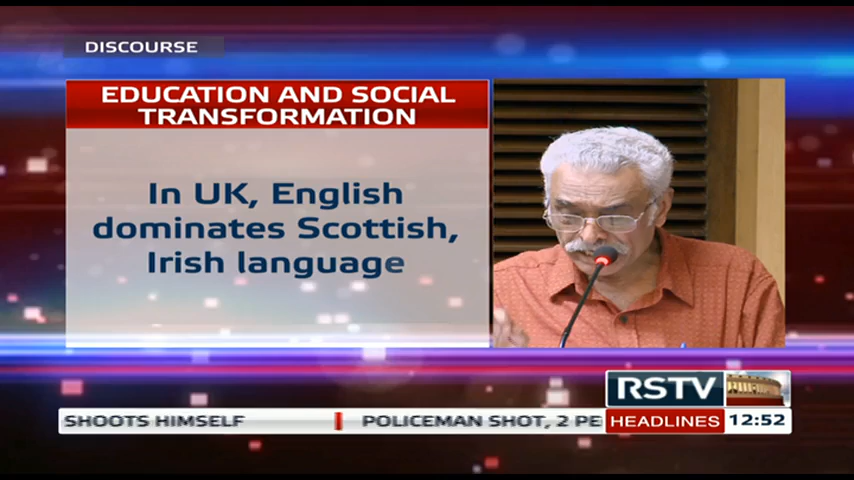 DISCOURSE
EDUCATION AND SOCIAL
TRANSFORMATION
In UK, English
dominates Scottish,
Irish language
RSTV
SHOOTS HIMSELF
POLICEMAN SHOT, 2 PE
HEADLINES
12:52